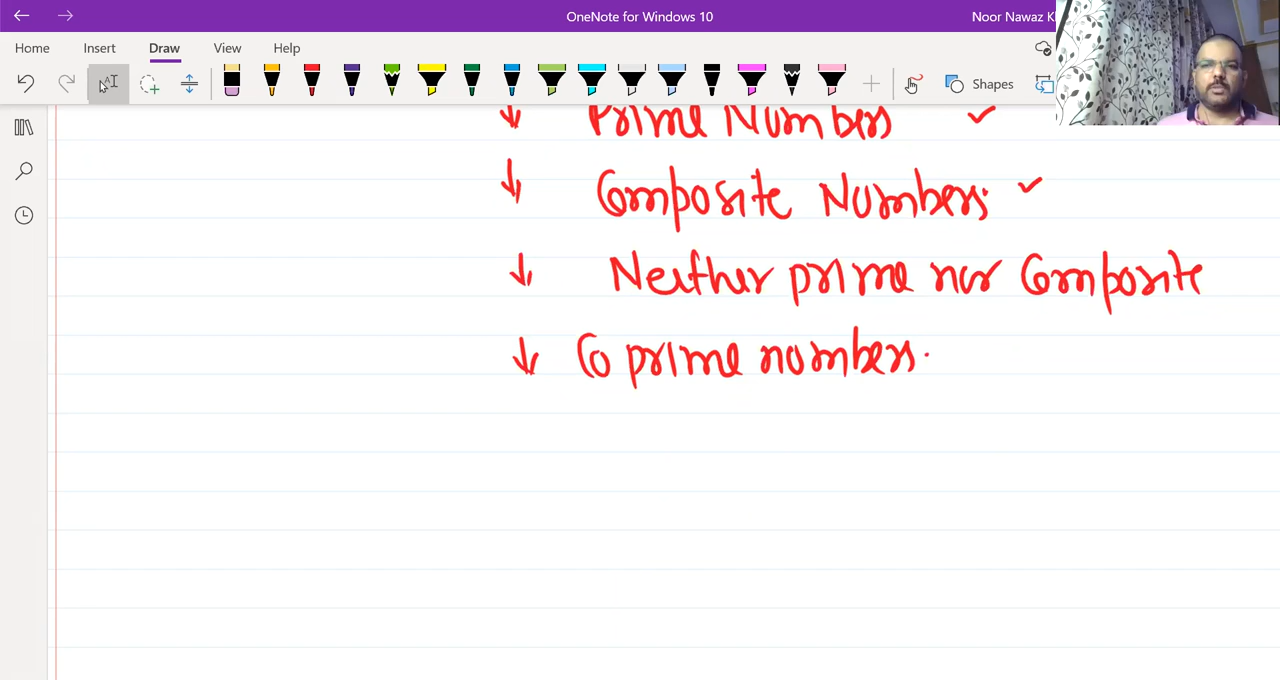 OneNote for Windows 10
Noor Nawaz K
Home Insert Draw View Help
Shapes
↓ Prime Numbers ✓
↓ Composite Numbers. ✓
↓ Neither prime nor Composite
↓ Co prime numbers.